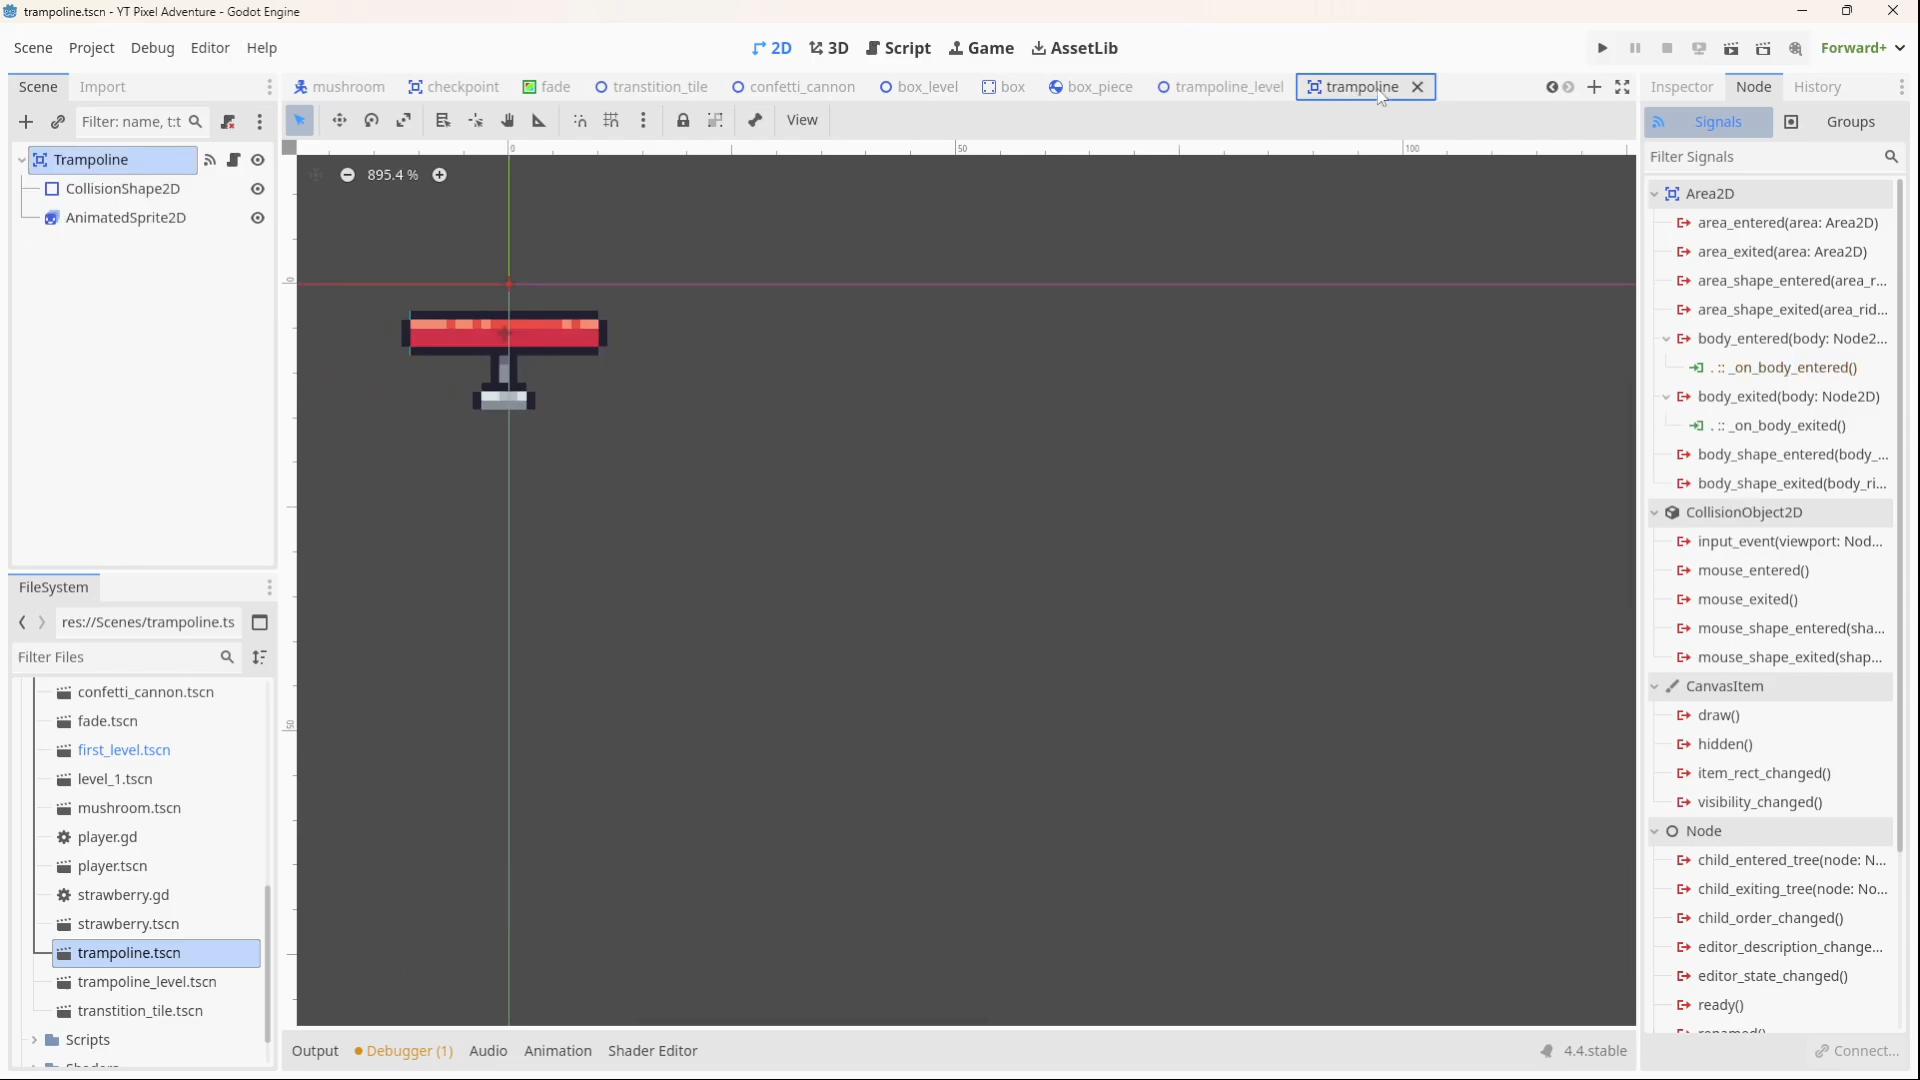 trampoline.tscn - YT Pixel Adventure - Godot Engine
Scene Project Debug Editor Help
2D 3D Script Game AssetLib
Forward+
Scene Import
mushroom checkpoint fade transtition_tile confetti_cannon box_level box box_piece trampoline_level trampoline
Inspector Node History
Filter: name, t:t
View
Signals Groups
Filter Signals
895.4 %
0 50 100
0
50
Trampoline
CollisionShape2D
AnimatedSprite2D
FileSystem
res://Scenes/trampoline.ts
Filter Files
confetti_cannon.tscn
fade.tscn
first_level.tscn
level_1.tscn
mushroom.tscn
player.gd
player.tscn
strawberry.gd
strawberry.tscn
trampoline.tscn
trampoline_level.tscn
transtition_tile.tscn
Scripts
Area2D
area_entered(area: Area2D)
area_exited(area: Area2D)
area_shape_entered(area_r...
area_shape_exited(area_rid...
body_entered(body: Node2...
. :: _on_body_entered()
body_exited(body: Node2D)
. :: _on_body_exited()
body_shape_entered(body_...
body_shape_exited(body_ri...
CollisionObject2D
input_event(viewport: Nod...
mouse_entered()
mouse_exited()
mouse_shape_entered(sha...
mouse_shape_exited(shap...
CanvasItem
draw()
hidden()
item_rect_changed()
visibility_changed()
Node
child_entered_tree(node: N...
child_exiting_tree(node: No...
child_order_changed()
editor_description_change...
editor_state_changed()
ready()
Output Debugger (1) Audio Animation Shader Editor
4.4.stable
Connect...